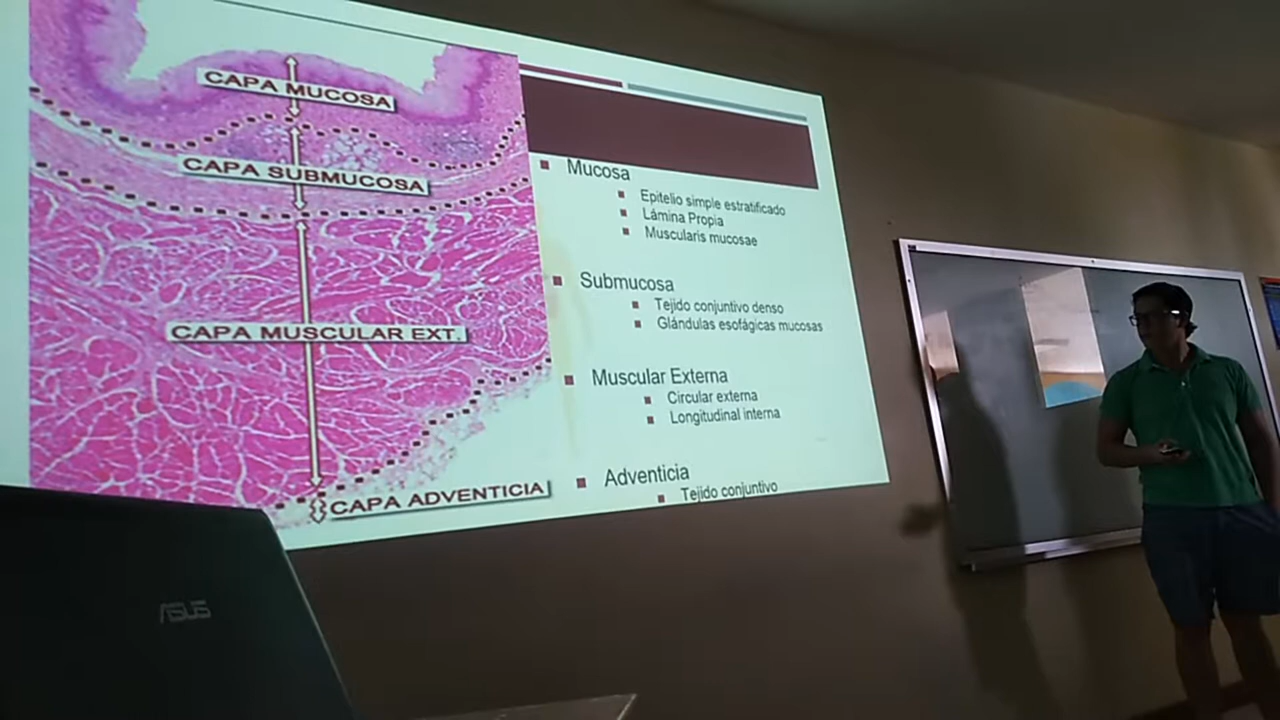 CAPA MUCOSA
CAPA SUBMUCOSA
CAPA MUSCULAR EXT.
CAPA ADVENTICIA
Mucosa
Epitelio simple estratificado
Lámina Propia
Muscularis mucosae
Submucosa
Tejido conjuntivo denso
Glándulas esofágicas mucosas
Muscular Externa
Circular externa
Longitudinal interna
Adventicia
Tejido conjuntivo
ASUS